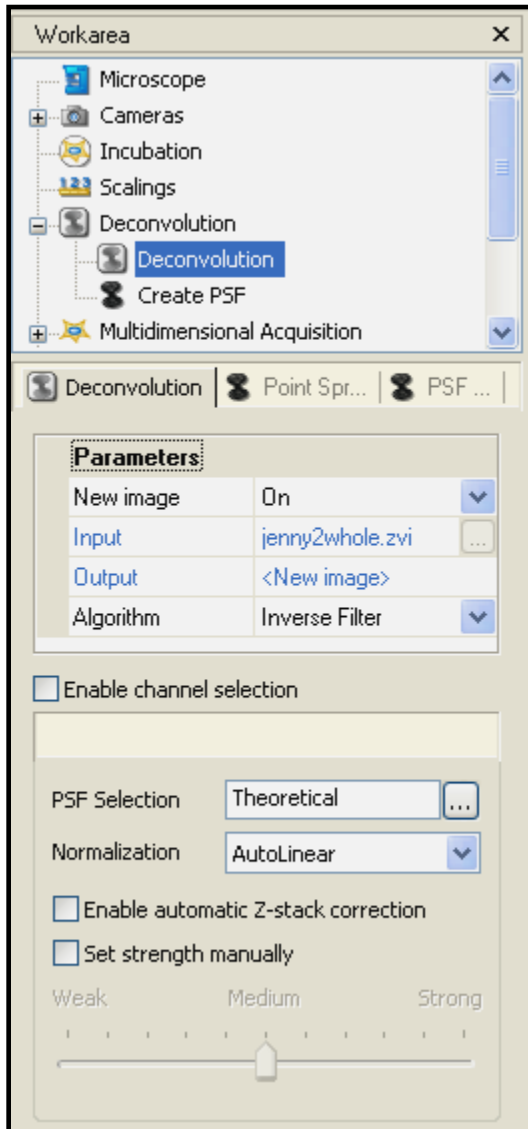 Workarea
Microscope
Cameras
Incubation
Scalings
Deconvolution
Deconvolution
Create PSF
Multidimensional Acquisition
Deconvolution Point Spr... PSF ...
Parameters
New image On
Input jenny2whole.zvi ...
Output <New image>
Algorithm Inverse Filter
Enable channel selection
PSF Selection Theoretical ...
Normalization AutoLinear
Enable automatic Z-stack correction
Set strength manually
Weak Medium Strong